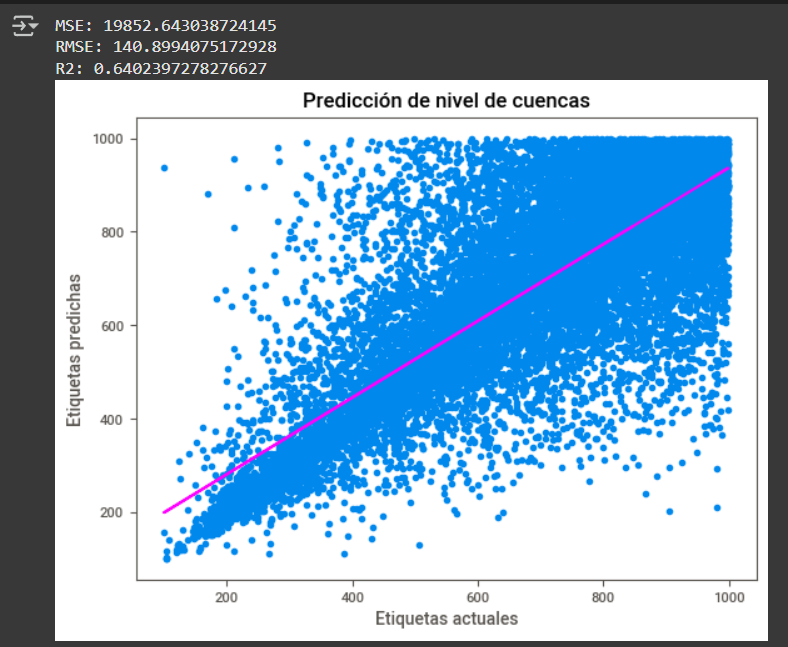 MSE: 19852.643038724145
RMSE: 140.8994075172928
R2: 0.6402397278276627
Predicción de nivel de cuencas
1000
800
600
400
200
Etiquetas predichas
200
400
600
800
1000
Etiquetas actuales